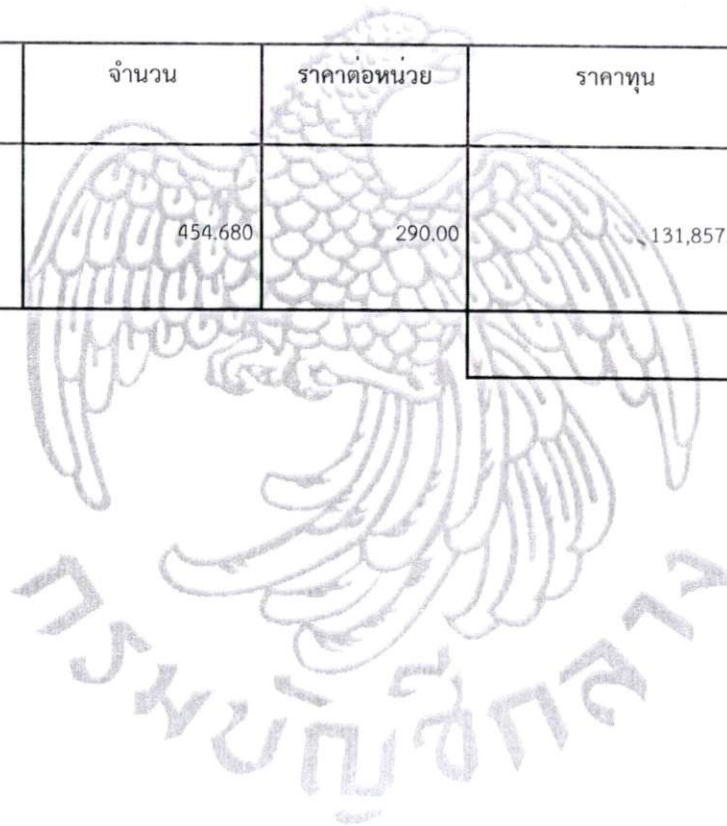 จำนวน ราคาต่อหน่วย ราคาทุน
454.680 290.00 131,857
กรมบัญชีกลาง